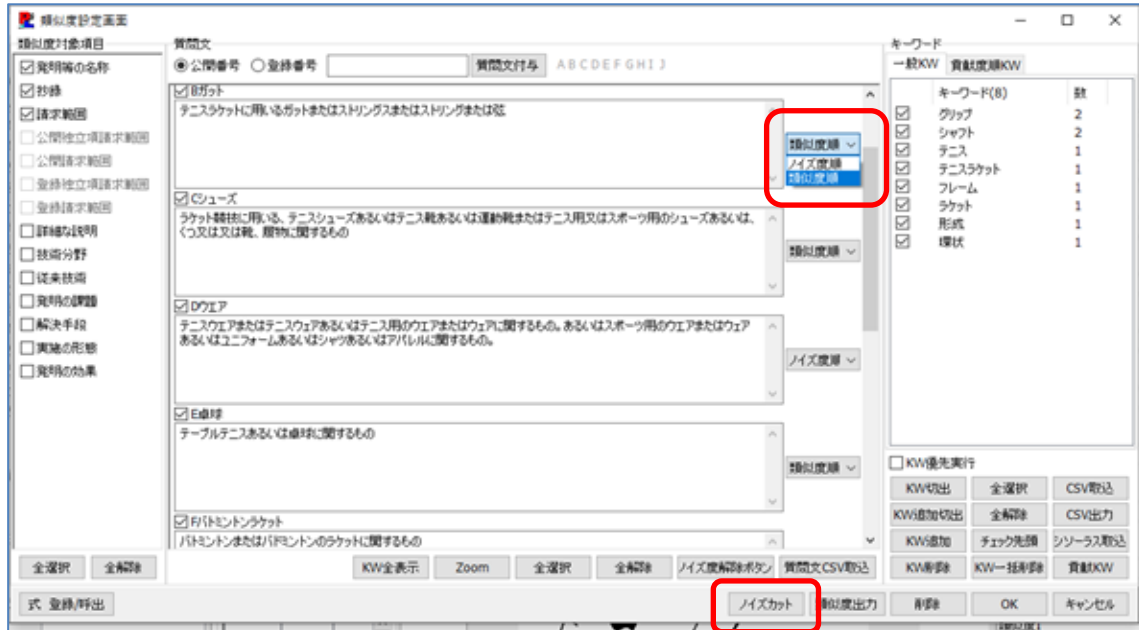 類似度設定画面
類似度対象項目
発明等の名称
抄録
請求範囲
公開独立項請求範囲
公開請求範囲
登録独立項請求範囲
登録請求範囲
詳細な説明
技術分野
従来技術
発明の課題
解決手段
実施の形態
発明の効果
全選択 全解除
質問文
公開番号 登録番号 質問文付与 A B C D E F G H I J
Bガット
テニスラケットに用いるガットまたはストリングスまたはストリングまたは弦
類似度順
ノイズ度順
類似度順
Cシューズ
ラケット競技に用いる、テニスシューズあるいはテニス靴あるいは運動靴またはテニス用又はスポーツ用のシューズあるいは、
くつ又は又は靴、履物に関するもの
類似度順
Dウエア
テニスウエアまたはテニスウェアあるいはテニス用のウエアまたはウェアに関するもの。あるいはスポーツ用のウエアまたはウェア
あるいはユニフォームあるいはシャツあるいはアパレルに関するもの。
ノイズ度順
E卓球
テーブルテニスあるいは卓球に関するもの
類似度順
Fバトミントンラケット
バトミントンまたはバドミントンのラケットに関するもの
KW全表示 Zoom 全選択 全解除 ノイズ度解除ボタン 質問文CSV取込
キーワード
一般KW 貢献度順KW
キーワード(8) 数
グリップ 2
シャフト 2
テニス 1
テニスラケット 1
フレーム 1
ラケット 1
形成 1
環状 1
KW優先実行
KW切出 全選択 CSV取込
KW追加切出 全解除 CSV出力
KW追加 チェック先頭 シソーラス取込
KW削除 KW一括削除 貢献KW
式 登録/呼出 ノイズカット 類似度出力 削除 OK キャンセル